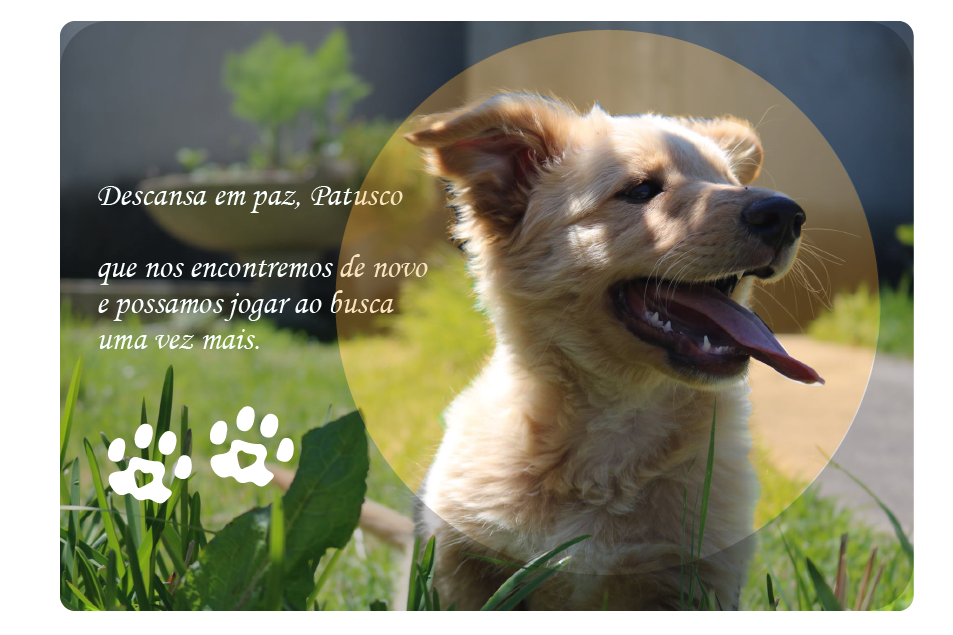 Descansa em paz, Patusco
que nos encontremos de novo
e possamos jogar ao busca
uma vez mais.